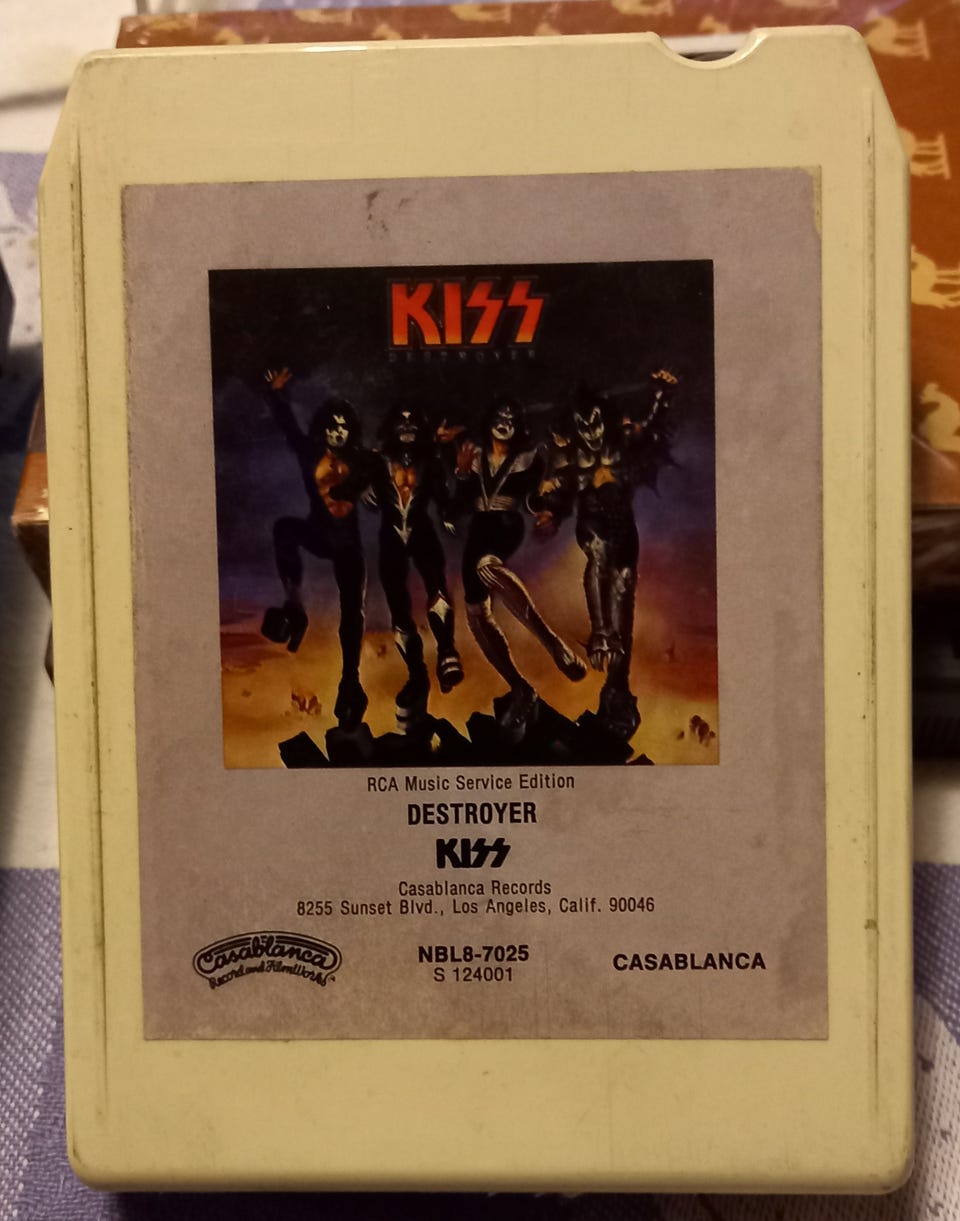 KISS
DESTROYER
RCA Music Service Edition
DESTROYER
KISS
Casablanca Records
8255 Sunset Blvd., Los Angeles, Calif. 90046
Casablanca
Record and FilmWorks
NBL8-7025
S 124001
CASABLANCA